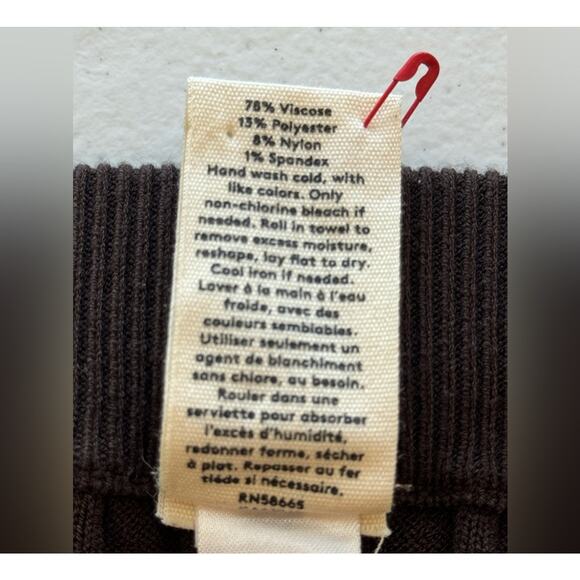 78% Viscose
13% Polyester
8% Nylon
1% Spandex
Hand wash cold, with
like colors. Only
non-chlorine bleach if
needed. Roll in towel to
remove excess moisture,
reshape, lay flat to dry.
Cool iron if needed.
Laver à la main à l'eau
froide, avec des
couleurs semblables.
Utiliser seulement un
agent de blanchiment
sans chlore, au besoin.
Rouler dans une
serviette pour absorber
l'excès d'humidité,
redonner forme, sécher
à plat. Repasser au fer
tiède si nécessaire.
RN58665